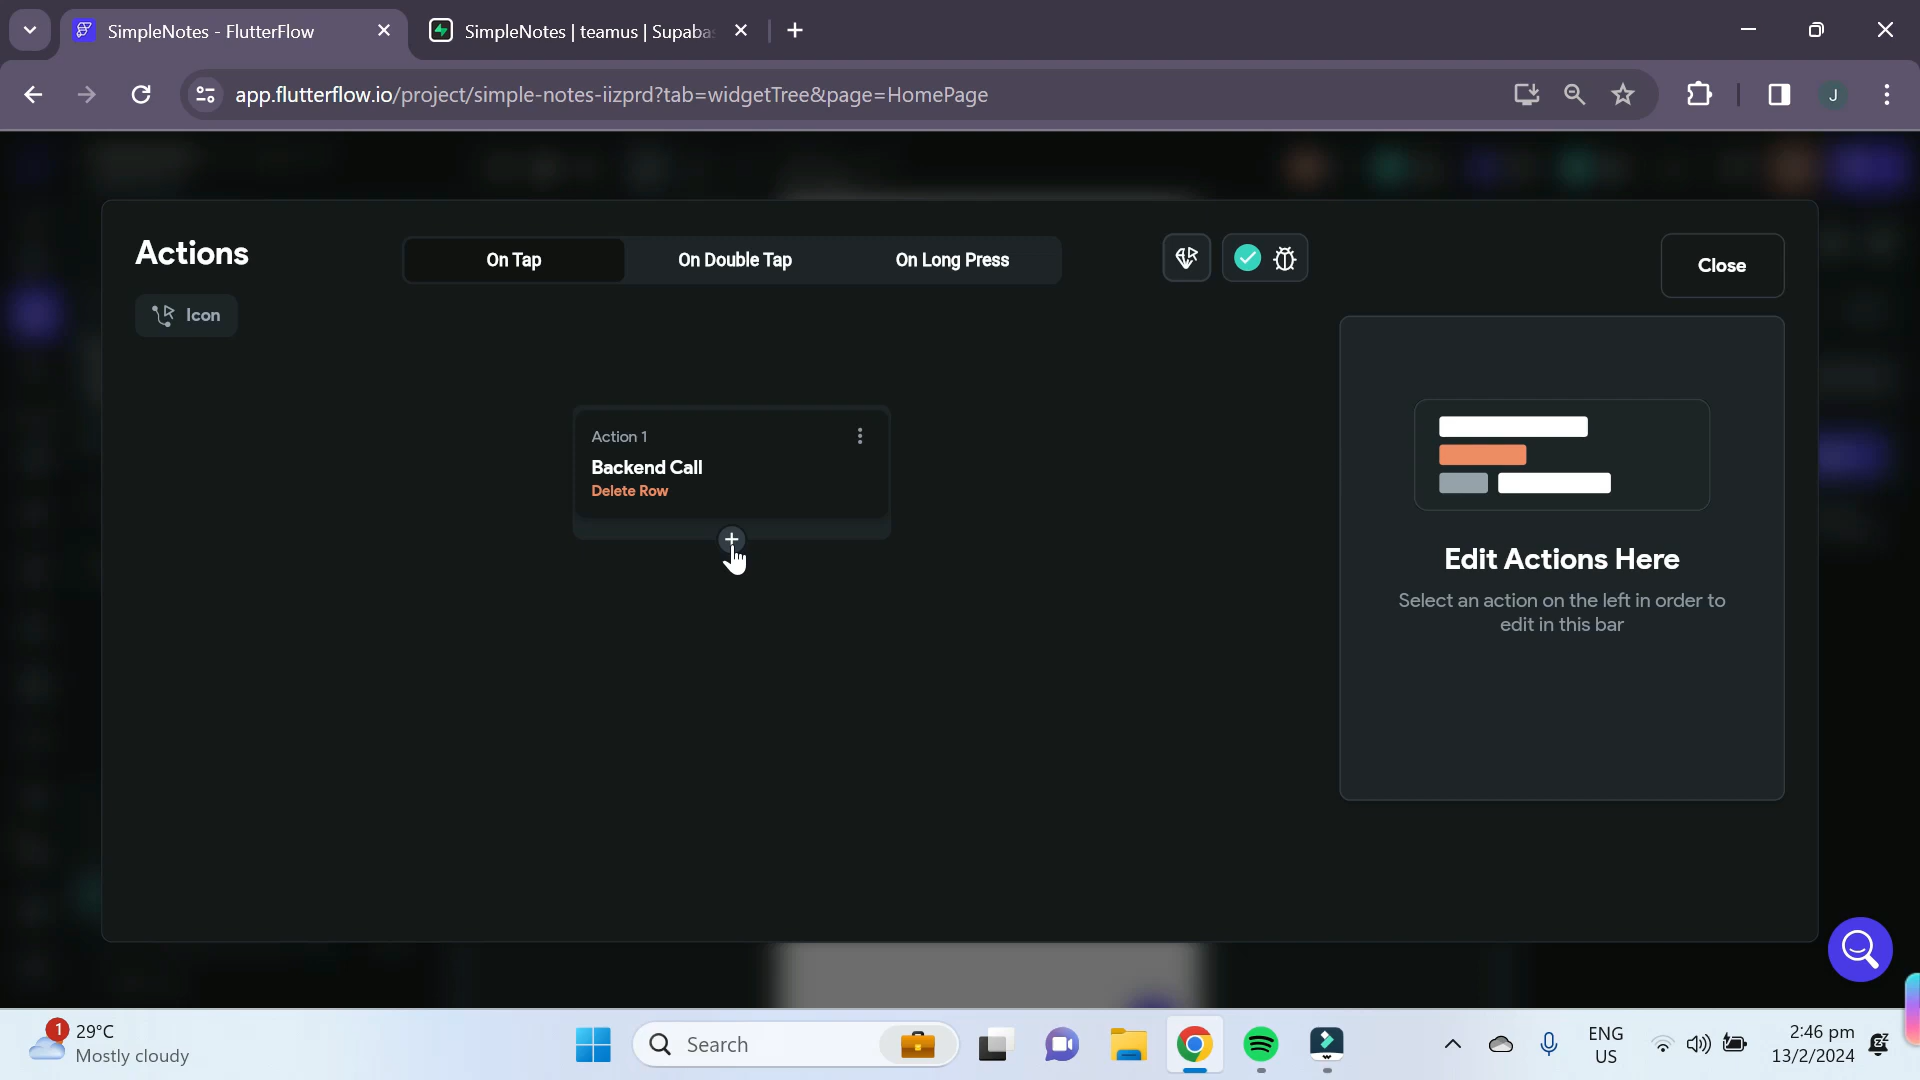 SimpleNotes - FlutterFlow
SimpleNotes | teamus | Supaba
app.flutterflow.io/project/simple-notes-iizprd?tab=widgetTree&page=HomePage
J
Actions
On Tap
On Double Tap
On Long Press
Close
Icon
Action 1
Backend Call
Delete Row
Edit Actions Here
Select an action on the left in order to
edit in this bar
1
29°C
Mostly cloudy
Search
ENG
US
2:46 pm
13/2/2024